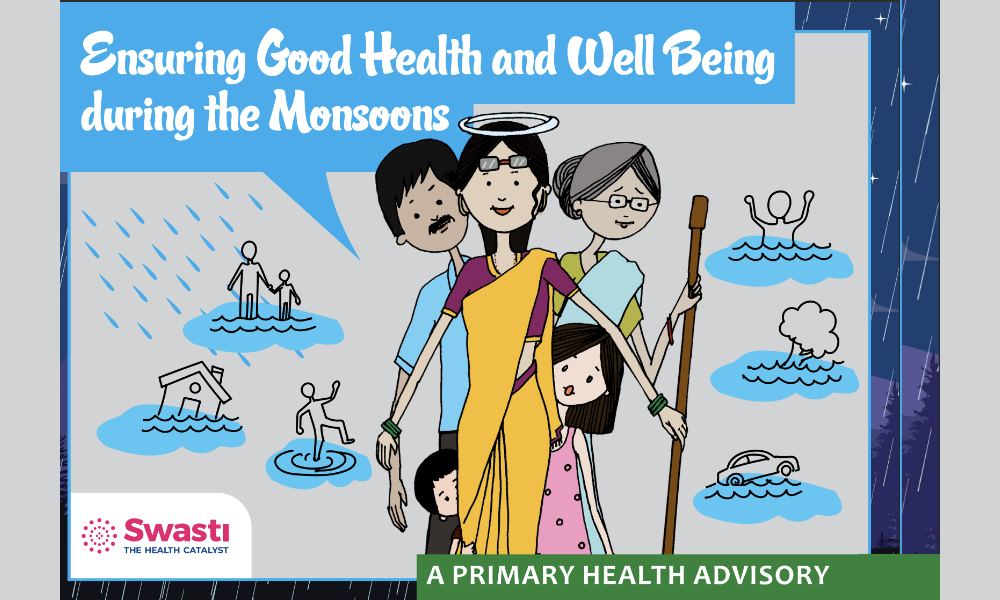 Ensuring Good Health and Well Being
during the Monsoons
Swasti
THE HEALTH CATALYST
A PRIMARY HEALTH ADVISORY